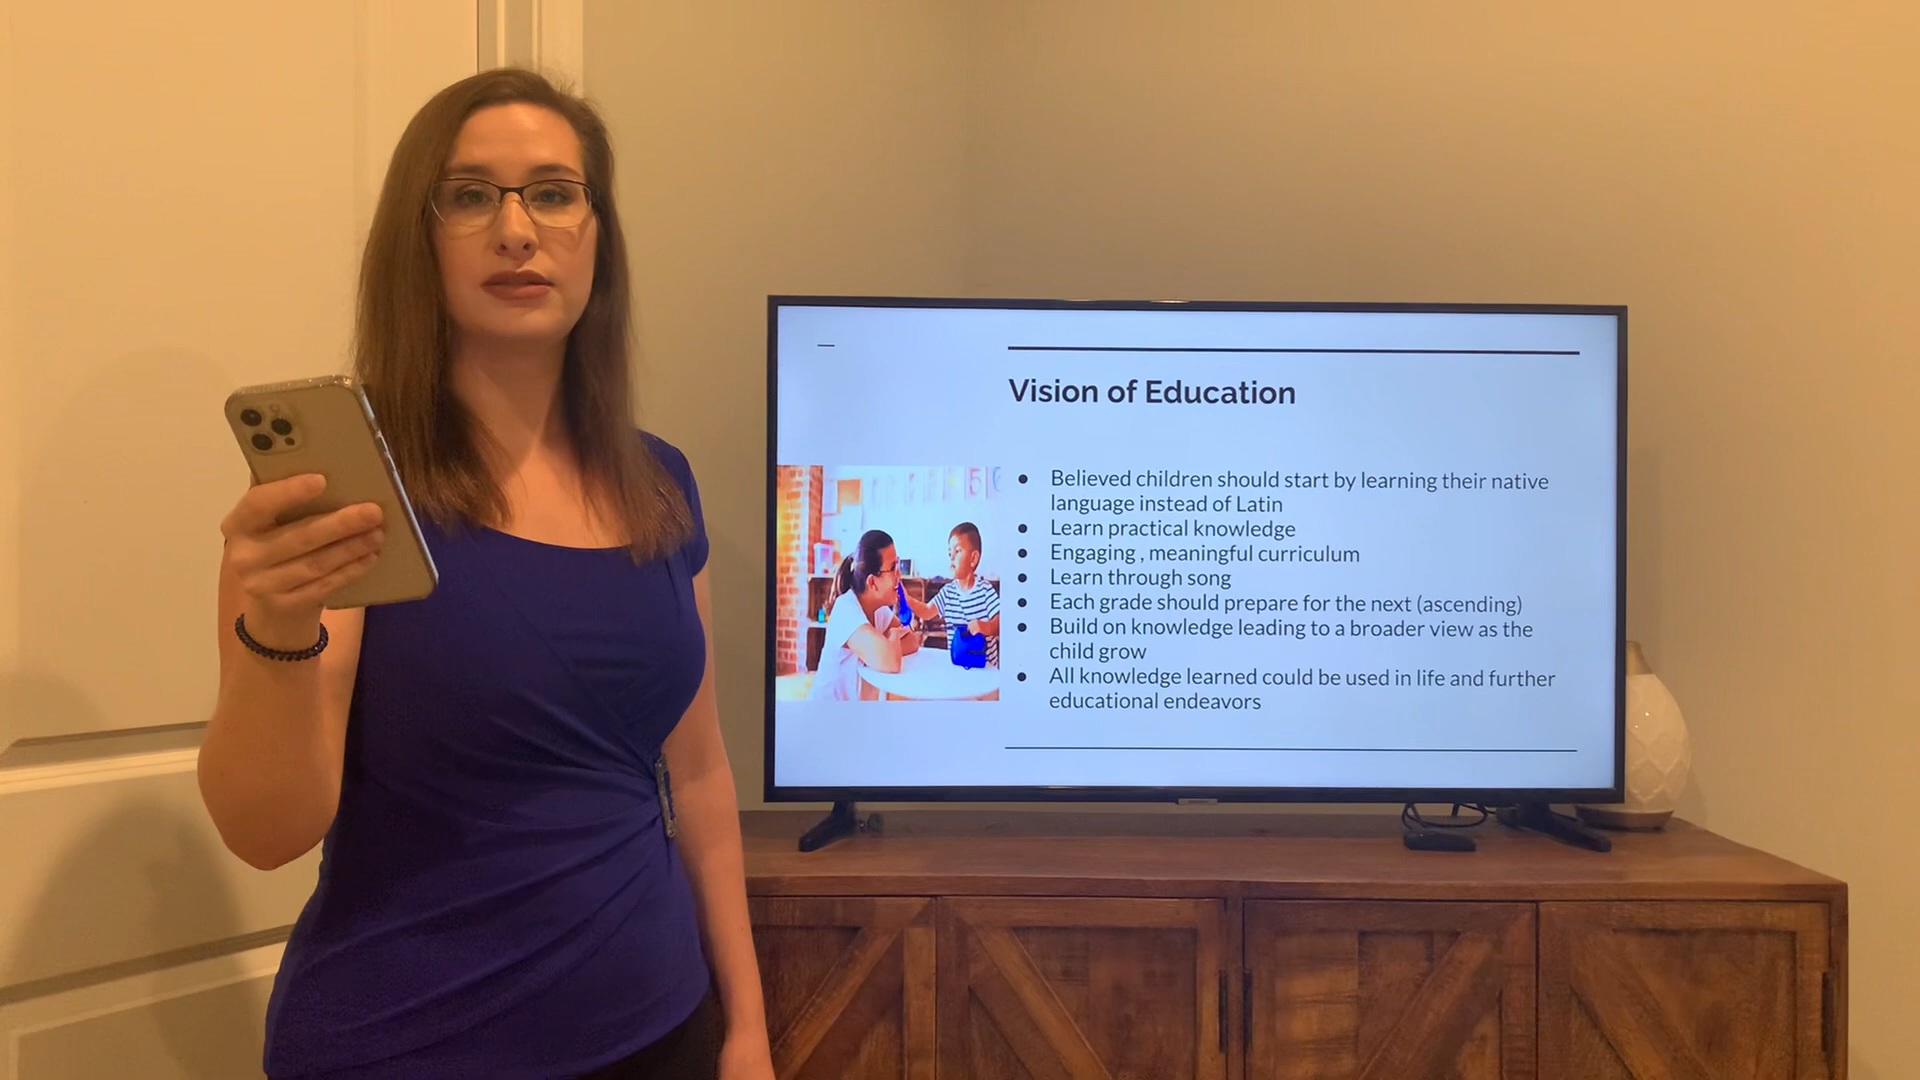 Vision of Education
● Believed children should start by learning their native
language instead of Latin
● Learn practical knowledge
● Engaging , meaningful curriculum
● Learn through song
● Each grade should prepare for the next (ascending)
● Build on knowledge leading to a broader view as the
child grow
● All knowledge learned could be used in life and further
educational endeavors